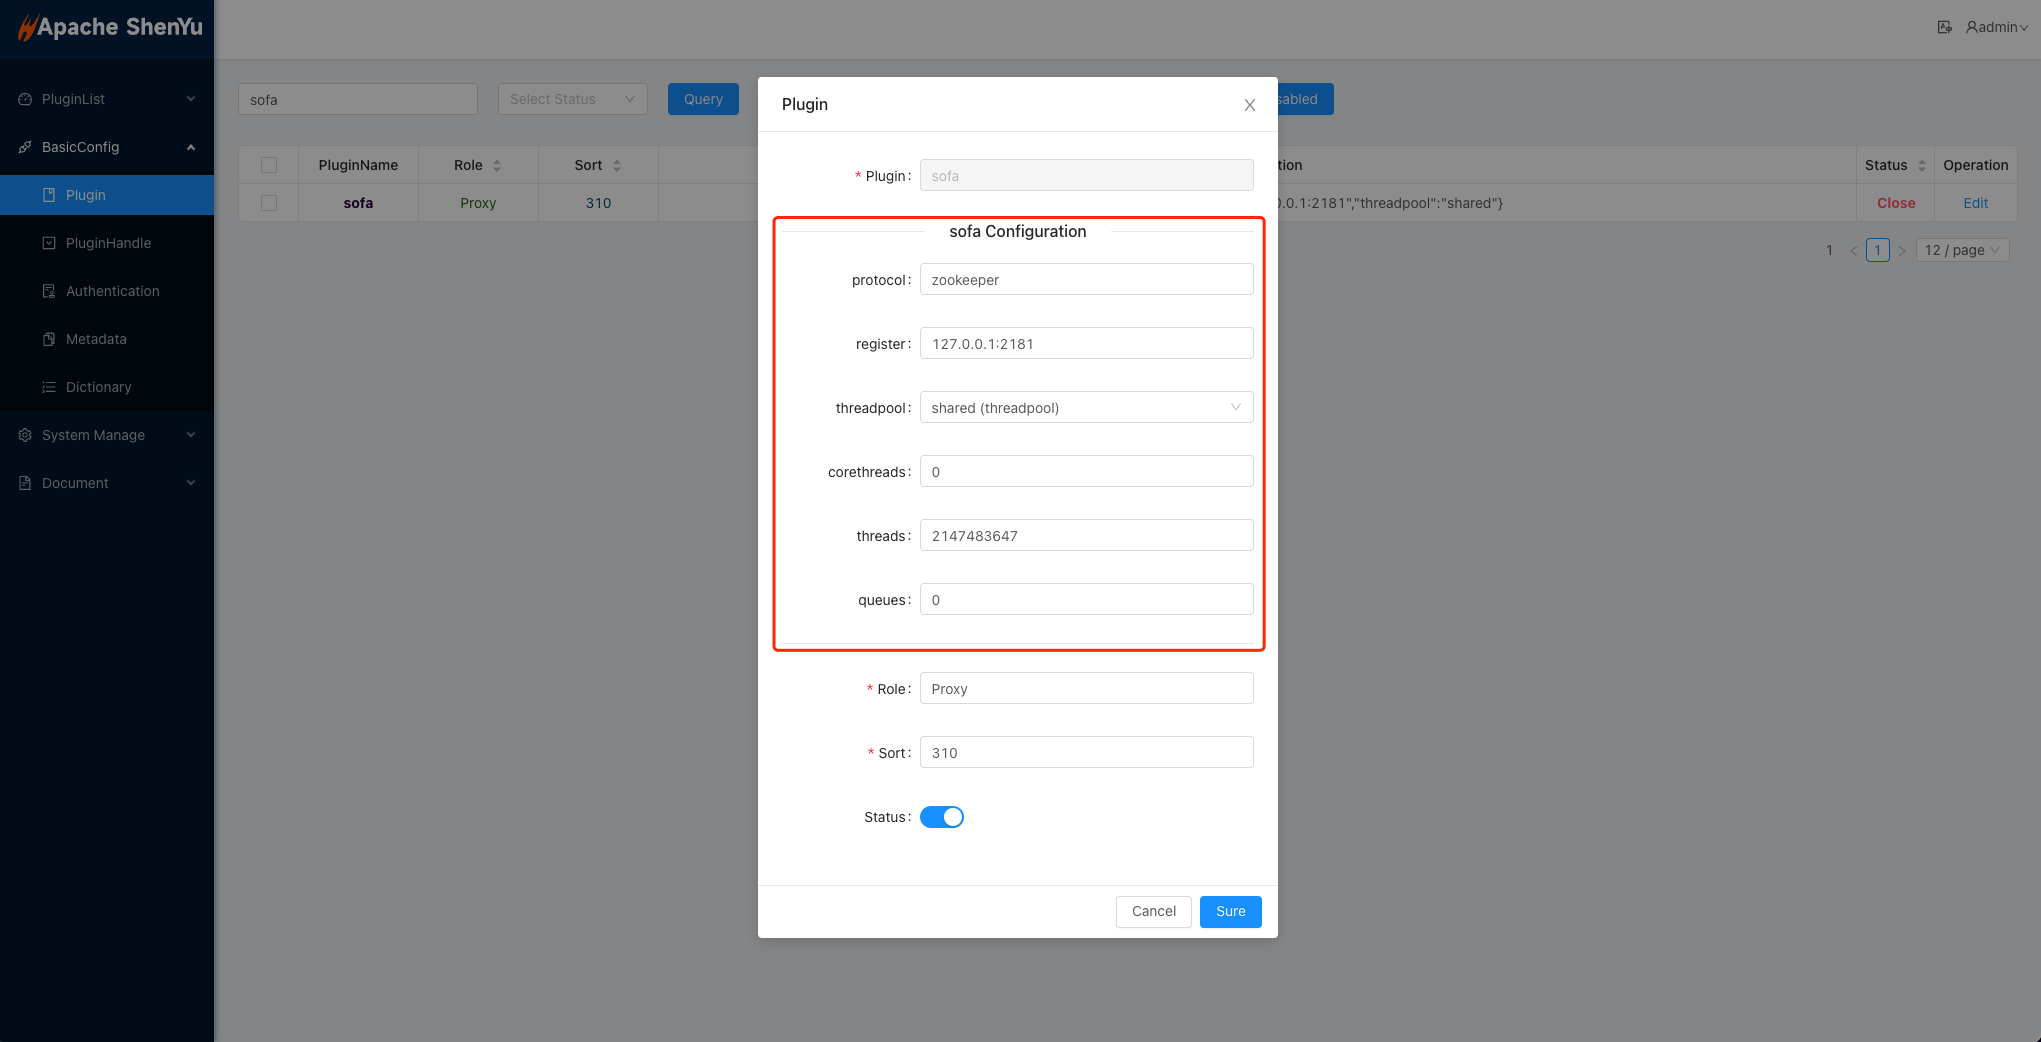 Apache ShenYu
admin
PluginList
BasicConfig
Plugin
PluginHandle
Authentication
Metadata
Dictionary
System Manage
Document
sofa
Select Status
Query
sabled
PluginName
Role
Sort
tion
Status
Operation
sofa
Proxy
310
.0.1:2181","threadpool":"shared"}
Close
Edit
1
1
12 / page
Plugin
* Plugin:
sofa
sofa Configuration
protocol:
zookeeper
register:
127.0.0.1:2181
threadpool:
shared (threadpool)
corethreads:
0
threads:
2147483647
queues:
0
* Role:
Proxy
* Sort:
310
Status:
Cancel
Sure